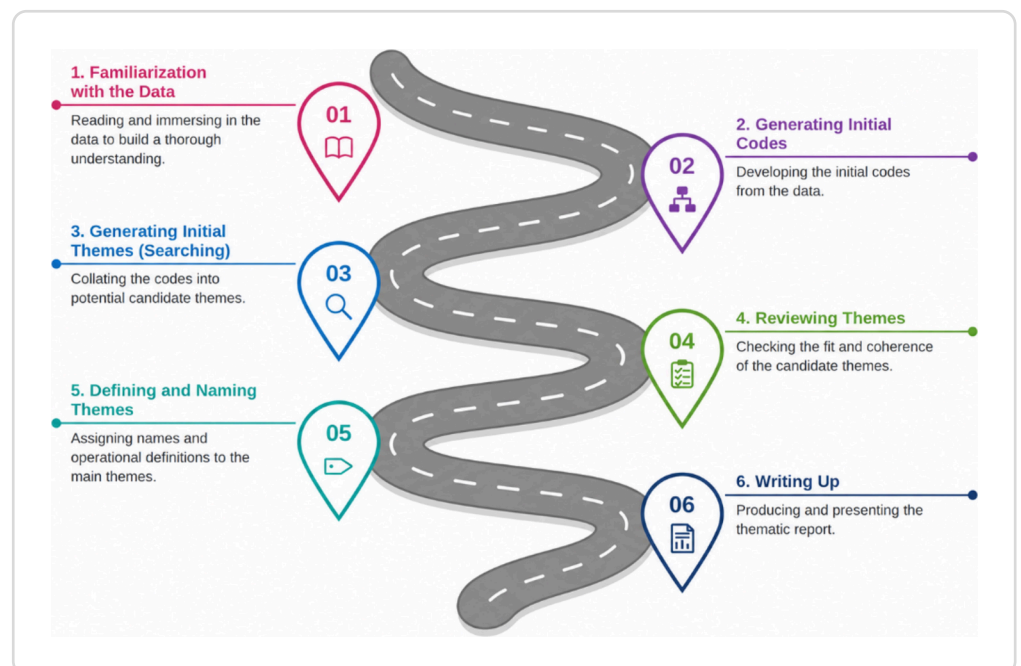 1. Familiarization
with the Data
01
Reading and immersing in the
data to build a thorough
understanding.
2. Generating Initial
Codes
02
Developing the initial codes
from the data.
3. Generating Initial
Themes (Searching)
03
Collating the codes into
potential candidate themes.
4. Reviewing Themes
04
Checking the fit and coherence
of the candidate themes.
5. Defining and Naming
Themes
05
Assigning names and
operational definitions to the
main themes.
6. Writing Up
06
Producing and presenting the
thematic report.